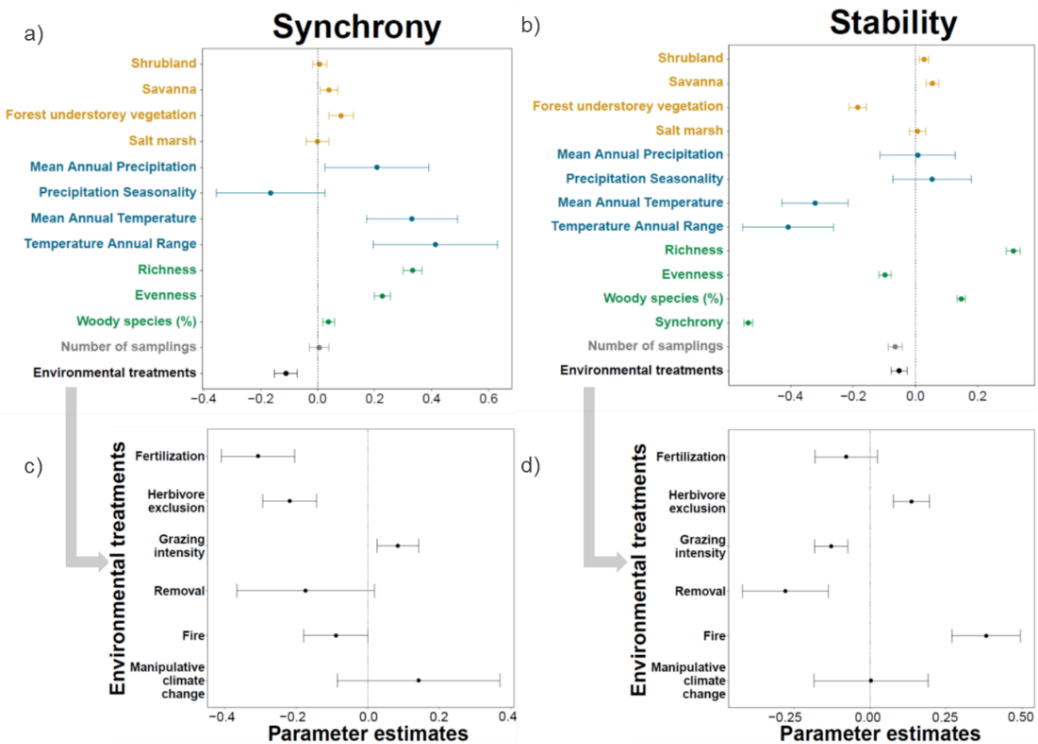 a)
Synchrony
Shrubland
Savanna
Forest understorey vegetation
Salt marsh
Mean Annual Precipitation
Precipitation Seasonality
Mean Annual Temperature
Temperature Annual Range
Richness
Evenness
Woody species (%)
Number of samplings
Environmental treatments
−0.4 −0.2 0.0 0.2 0.4 0.6
b)
Stability
Shrubland
Savanna
Forest understorey vegetation
Salt marsh
Mean Annual Precipitation
Precipitation Seasonality
Mean Annual Temperature
Temperature Annual Range
Richness
Evenness
Woody species (%)
Synchrony
Number of samplings
Environmental treatments
−0.4 −0.2 0.0 0.2
c)
Environmental treatments
Fertilization
Herbivore
exclusion
Grazing
intensity
Removal
Fire
Manipulative
climate
change
−0.4 −0.2 0.0 0.2 0.4
Parameter estimates
d)
Environmental treatments
Fertilization
Herbivore
exclusion
Grazing
intensity
Removal
Fire
Manipulative
climate
change
−0.25 0.00 0.25 0.50
Parameter estimates